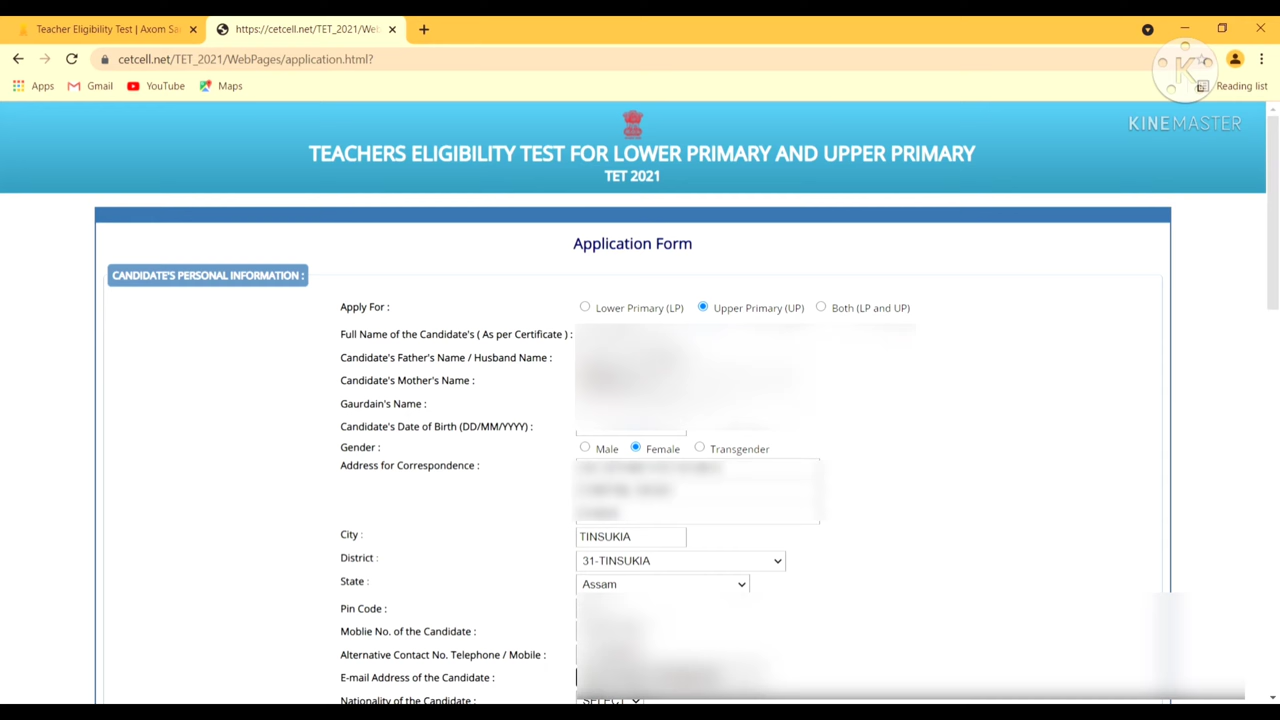 Teacher Eligibility Test | Axom Sa
https://cetcell.net/TET_2021/We
cetcell.net/TET_2021/WebPages/application.html?
Apps Gmail YouTube Maps Reading list
K
KINEMASTER
TEACHERS ELIGIBILITY TEST FOR LOWER PRIMARY AND UPPER PRIMARY
TET 2021
Application Form
CANDIDATE'S PERSONAL INFORMATION :
Apply For : Lower Primary (LP) Upper Primary (UP) Both (LP and UP)
Full Name of the Candidate's ( As per Certificate ) :
Candidate's Father's Name / Husband Name :
Candidate's Mother's Name :
Gaurdain's Name :
Candidate's Date of Birth (DD/MM/YYYY) :
Gender : Male Female Transgender
Address for Correspondence :
City : TINSUKIA
District : 31-TINSUKIA
State : Assam
Pin Code :
Moblie No. of the Candidate :
Alternative Contact No. Telephone / Mobile :
E-mail Address of the Candidate :
Nationality of the Candidate : SELECT